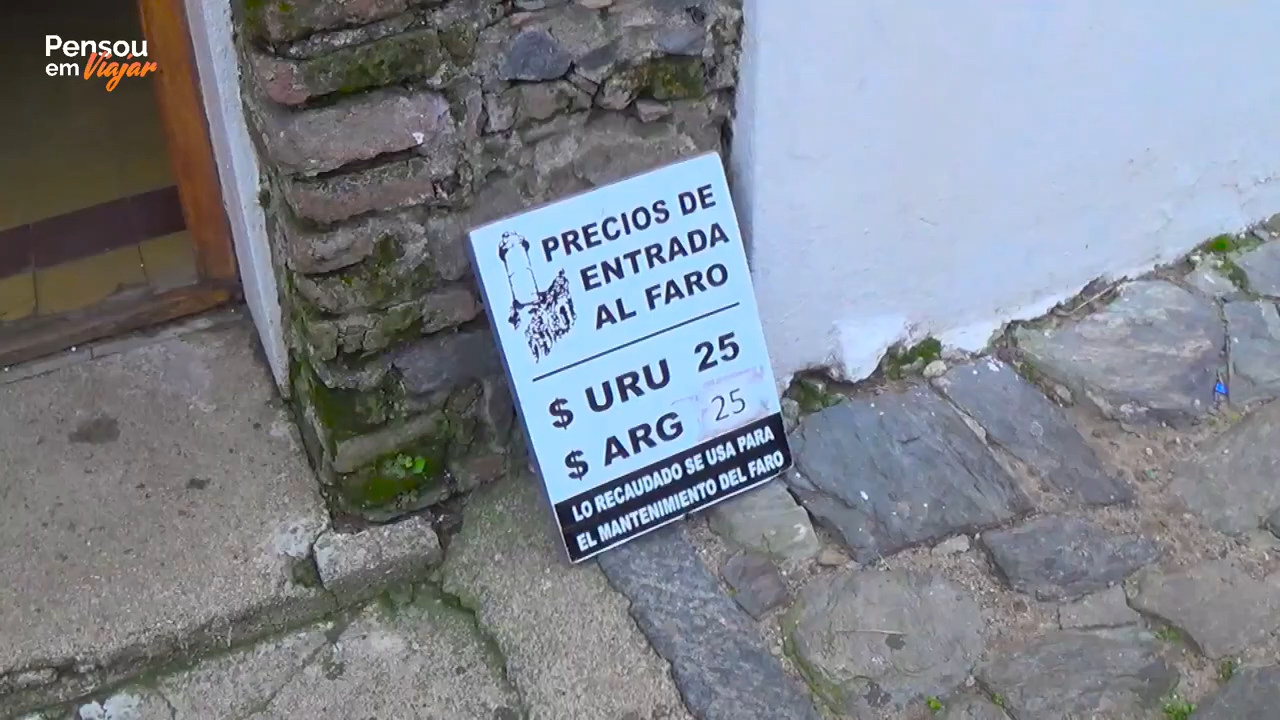 Pensou
em Viajar
PRECIOS DE
ENTRADA
AL FARO
$ URU 25
$ ARG 25
LO RECAUDADO SE USA PARA
EL MANTENIMIENTO DEL FARO